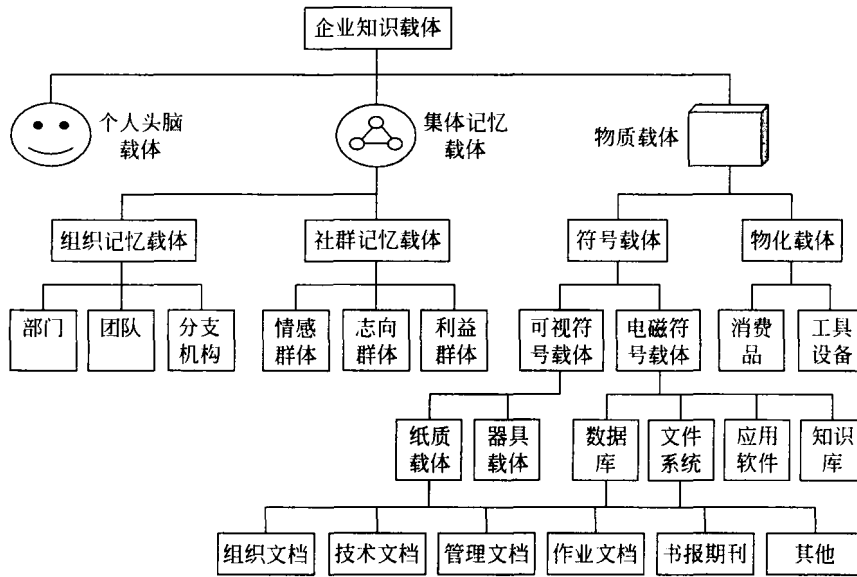 企业知识载体
个人头脑
载体
集体记忆
载体
物质载体
组织记忆载体
社群记忆载体
符号载体
物化载体
部门
团队
分支
机构
情感
群体
志向
群体
利益
群体
可视符
号载体
电磁符
号载体
消费
品
工具
设备
纸质
载体
器具
载体
数据
库
文件
系统
应用
软件
知识
库
组织文档
技术文档
管理文档
作业文档
书报期刊
其他